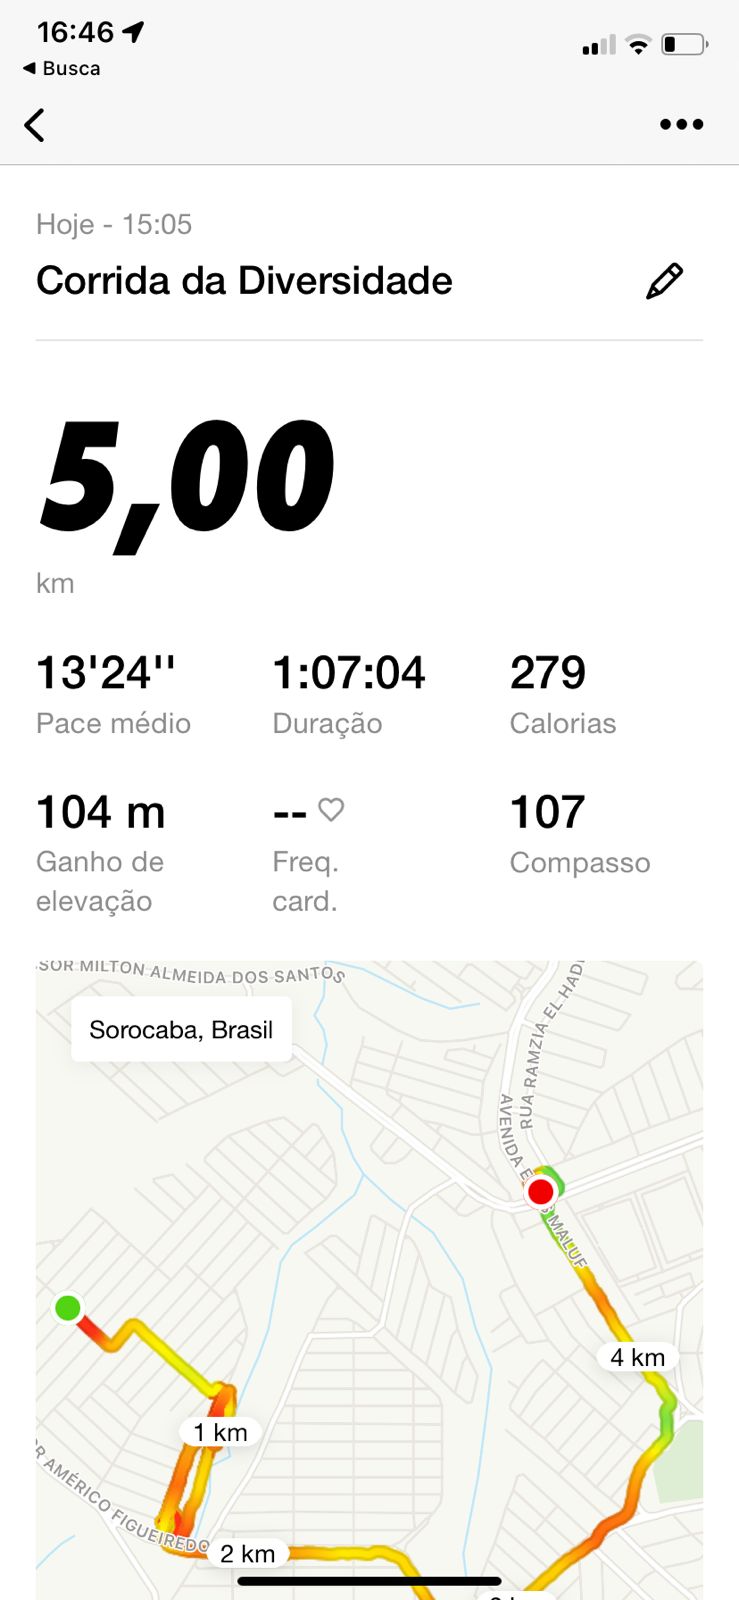 16:46
Busca
Hoje - 15:05
Corrida da Diversidade
5,00
km
13'24''
1:07:04
279
Pace médio
Duração
Calorias
104 m
--
107
Ganho de
elevação
Freq.
card.
Compasso
SOR MILTON ALMEIDA DOS SANTOS
Sorocaba, Brasil
RUA RAMZIA EL HADI
AVENIDA E
S MALUF
4 km
1 km
R AMÉRICO FIGUEIREDO
2 km